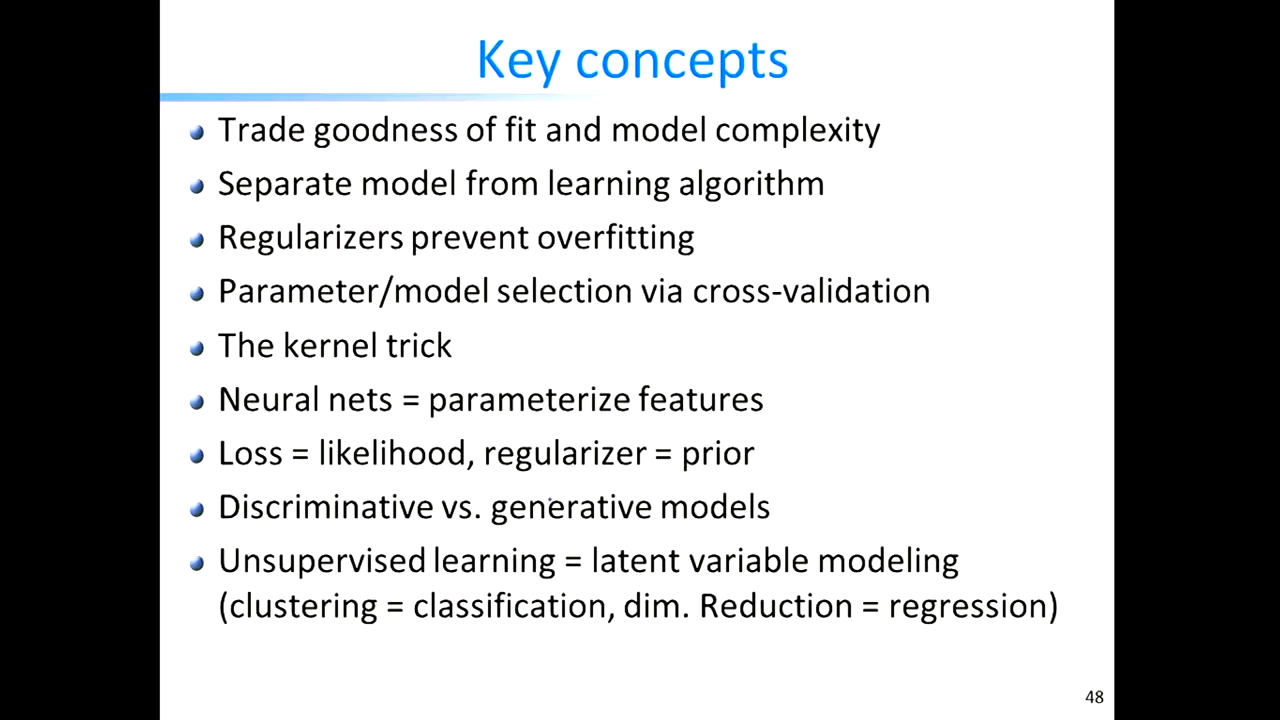 Key concepts
Trade goodness of fit and model complexity
Separate model from learning algorithm
Regularizers prevent overfitting
Parameter/model selection via cross-validation
The kernel trick
Neural nets = parameterize features
Loss = likelihood, regularizer = prior
Discriminative vs. generative models
Unsupervised learning = latent variable modeling
(clustering = classification, dim. Reduction = regression)
48